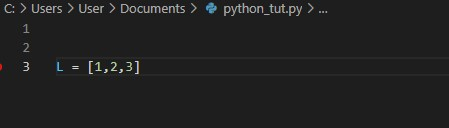 C: > Users > User > Documents > python_tut.py > ...
1
2
3 L = [1,2,3]